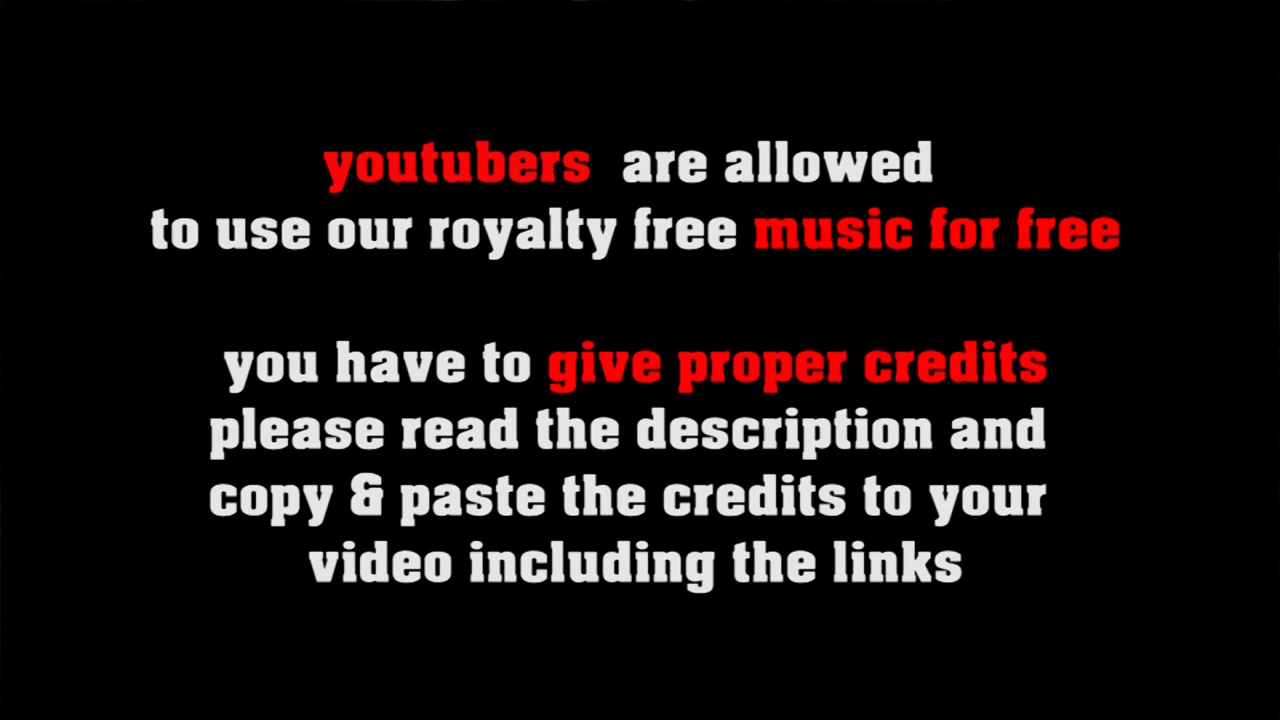 youtubers are allowed
to use our royalty free music for free
you have to give proper credits
please read the description and
copy & paste the credits to your
video including the links